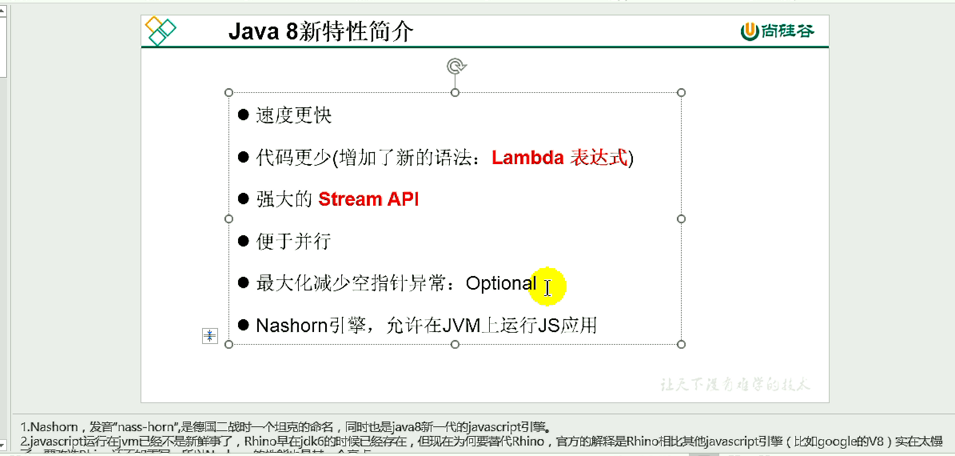 Java 8新特性简介
尚硅谷
速度更快
代码更少(增加了新的语法：Lambda 表达式)
强大的 Stream API
便于并行
最大化减少空指针异常：Optional
Nashorn引擎，允许在JVM上运行JS应用
让天下没有难学的技术
1.Nashorn，发音“nass-horn”,是德国二战时一个坦克的命名，同时也是java8新一代的javascript引擎。
2.javascript运行在jvm已经不是新鲜事了，Rhino早在jdk6的时候已经存在，但现在为何要替代Rhino，官方的解释是Rhino相比其他javascript引擎（比如google的V8）实在太慢